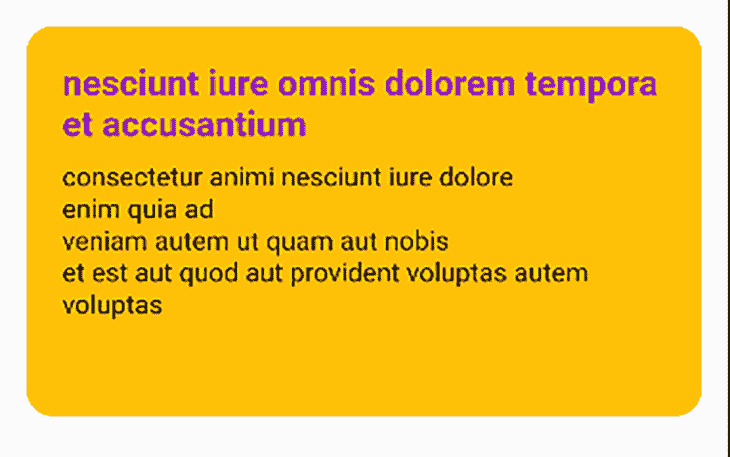 nesciunt iure omnis dolorem tempora
et accusantium
consectetur animi nesciunt iure dolore
enim quia ad
veniam autem ut quam aut nobis
et est aut quod aut provident voluptas autem
voluptas